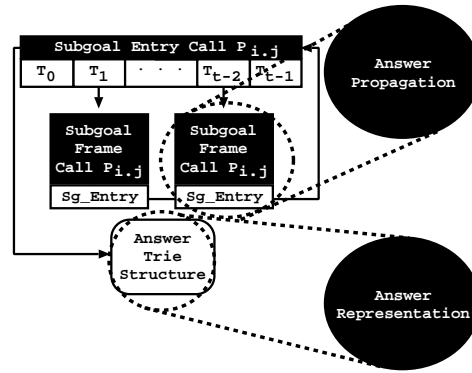 Subgoal Entry Call Pi.j
T0 T1 · · · Tt-2 Tt-1
Subgoal
Frame
Call Pi.j
Sg_Entry
Subgoal
Frame
Call Pi.j
Sg_Entry
Answer
Trie
Structure
Answer
Propagation
Answer
Representation